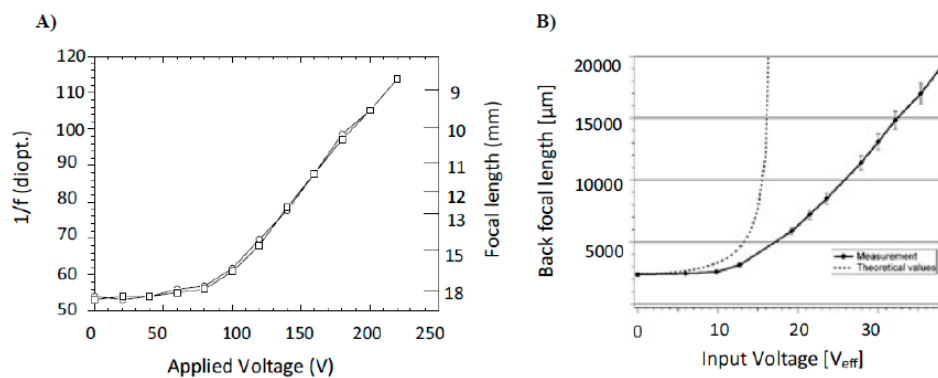 A)
120
110
100
90
80
70
60
50
1/f (diopt.)
0 50 100 150 200 250
Applied Voltage (V)
9
10
11
12
13
15
18
Focal length (mm)
B)
20000
15000
10000
5000
0
Back focal length [µm]
Measurement
Theoretical values
0 10 20 30
Input Voltage [Veff]